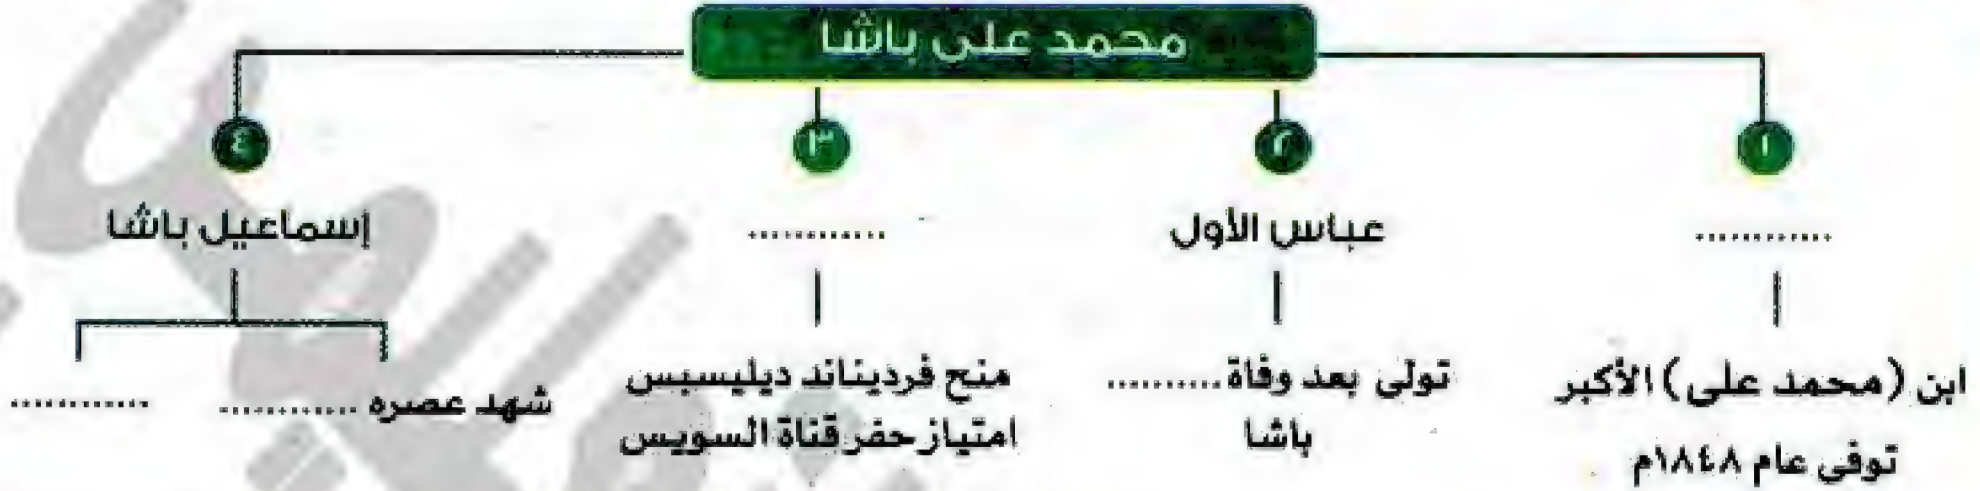 محمد على باشا
١ ٢ ٣ ٤
............ عباس الأول ............ إسماعيل باشا
ابن (محمد على) الأكبر
توفى عام ١٨٤٨م
تولى بعد وفاة ..........
باشا
منح فرديناند ديليسبس
امتياز حفر قناة السويس
شهد عصره ............
............